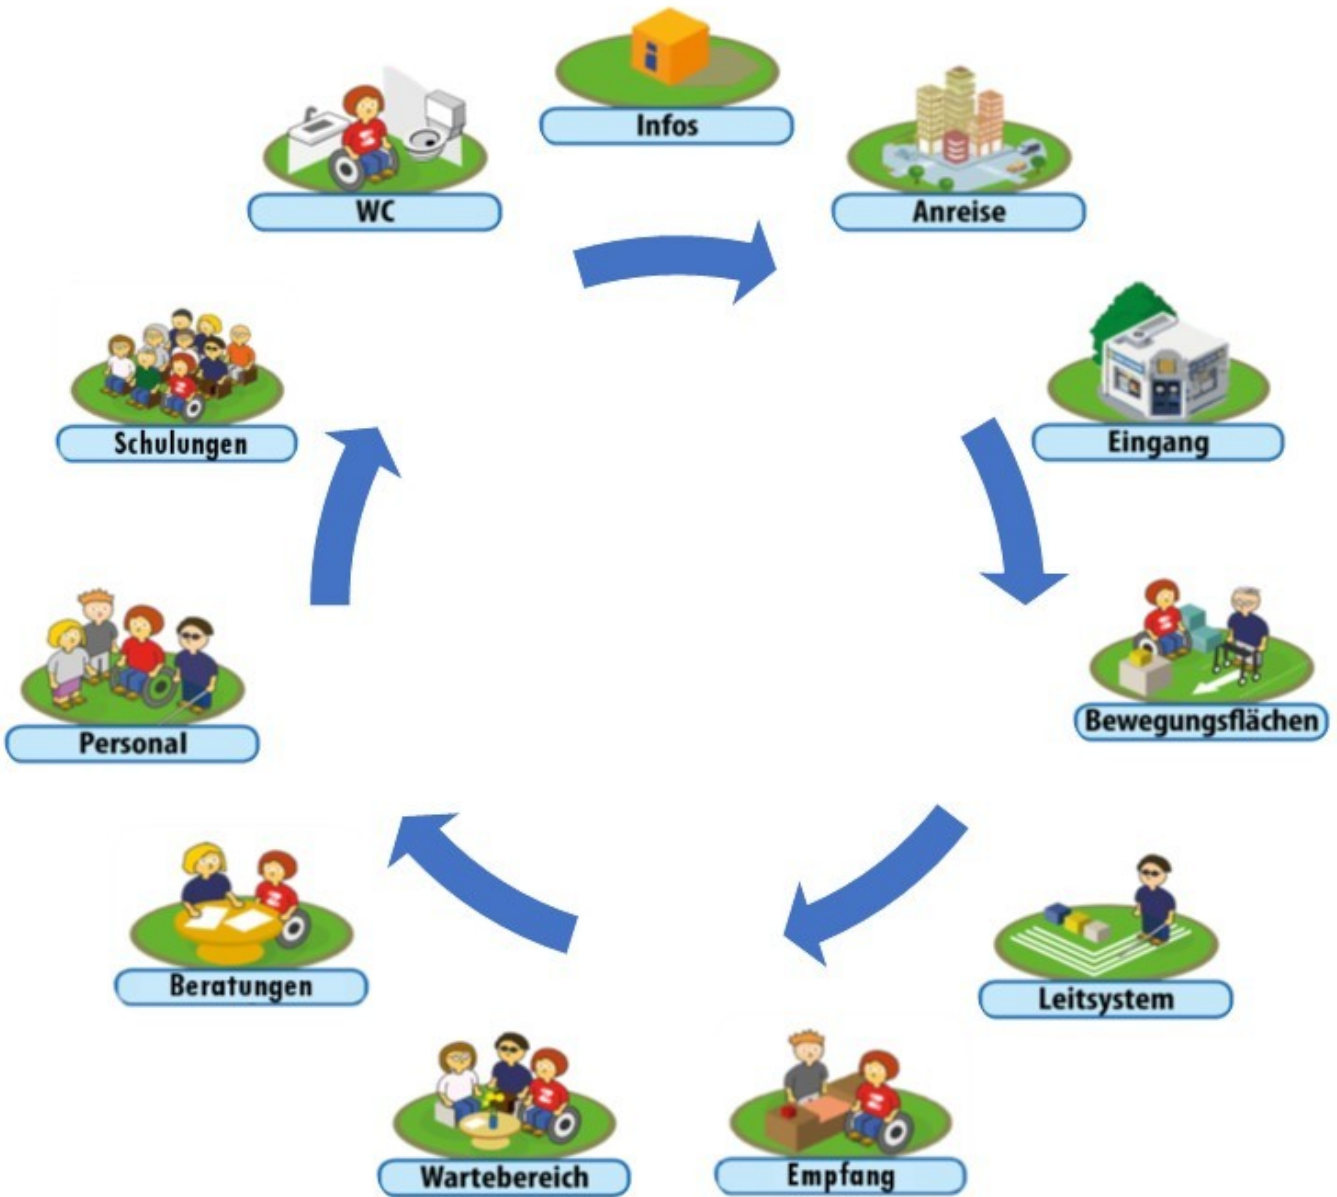 Infos
Anreise
Eingang
Bewegungsflächen
Leitsystem
Empfang
Wartebereich
Beratungen
Personal
Schulungen
WC